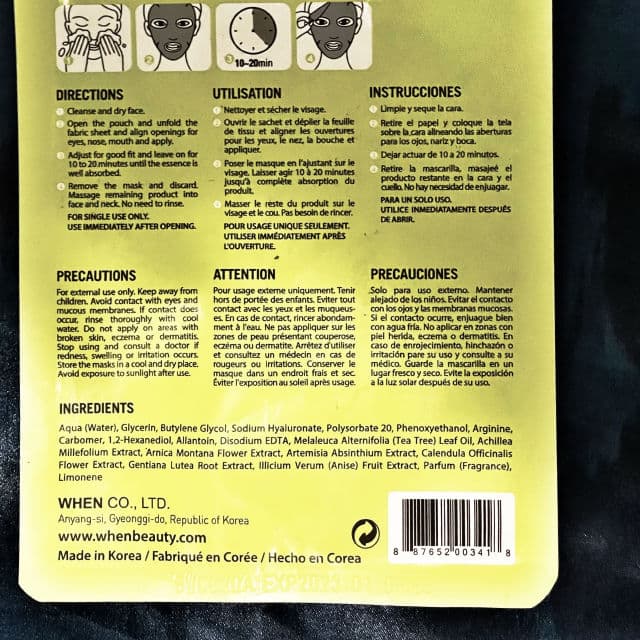 1
2
3
10-20min
4
DIRECTIONS
1 Cleanse and dry face.
2 Open the pouch and unfold the
fabric sheet and align openings for
eyes, nose, mouth and apply.
3 Adjust for good fit and leave on for
10 to 20 minutes until the essence is
well absorbed.
4 Remove the mask and discard.
Massage remaining product into
face and neck. No need to rinse.
FOR SINGLE USE ONLY.
USE IMMEDIATELY AFTER OPENING.
UTILISATION
1 Nettoyer et sécher le visage.
2 Ouvrir le sachet et déplier la feuille
de tissu et aligner les ouvertures
pour les yeux, le nez, la bouche et
appliquer.
3 Poser le masque en l'ajustant sur le
visage. Laisser agir 10 à 20 minutes
jusqu'à complète absorption du
produit.
4 Masser le reste du produit sur le
visage et le cou. Pas besoin de rincer.
POUR USAGE UNIQUE SEULEMENT.
UTILISER IMMÉDIATEMENT APRÈS
L'OUVERTURE.
INSTRUCCIONES
1 Limpie y seque la cara.
2 Retire el papel y coloque la tela
sobre la cara alineando las aberturas
para los ojos, nariz y boca.
3 Dejar actuar de 10 a 20 minutos.
4 Retire la mascarilla, masajeé el
producto restante en la cara y el
cuello. No hay necesidad de enjuagar.
PARA UN SOLO USO.
UTILICE INMEDIATAMENTE DESPUÉS
DE ABRIR.
PRECAUTIONS
For external use only. Keep away from
children. Avoid contact with eyes and
mucous membranes. If contact does
occur, rinse thoroughly with cool
water. Do not apply on areas with
broken skin, eczema or dermatitis.
Stop using and consult a doctor if
redness, swelling or irritation occurs.
Store the masks in a cool and dry place.
Avoid exposure to sunlight after use.
ATTENTION
Pour usage externe uniquement. Tenir
hors de portée des enfants. Eviter tout
contact avec les yeux et les muqueus-
es. En cas de contact, rincer abondam-
ment à l'eau. Ne pas appliquer sur les
zones de peau présentant couperose,
eczéma ou dermatite. Arrêtez d'utiliser
et consultez un médecin en cas de
rougeurs ou irritations. Conserver le
masque dans un endroit frais et sec.
Éviter l'exposition au soleil après usage.
PRECAUCIONES
Solo para uso externo. Mantener
alejado de los niños. Evitar el contacto
con los ojos y las membranas mucosas.
Si el contacto ocurre, enjuague bien
con agua fría. No aplicar en zonas con
piel herida, eczema o dermatitis. En
caso de enrojecimiento, hinchazón o
irritación pare su uso y consulte a su
médico. Guarde la mascarilla en un
lugar fresco y seco. Evite la exposición
a la luz solar después de su uso.
INGREDIENTS
Aqua (Water), Glycerin, Butylene Glycol, Sodium Hyaluronate, Polysorbate 20, Phenoxyethanol, Arginine,
Carbomer, 1,2-Hexanediol, Allantoin, Disodium EDTA, Melaleuca Alternifolia (Tea Tree) Leaf Oil, Achillea
Millefolium Extract, Arnica Montana Flower Extract, Artemisia Absinthium Extract, Calendula Officinalis
Flower Extract, Gentiana Lutea Root Extract, Illicium Verum (Anise) Fruit Extract, Parfum (Fragrance),
Limonene
WHEN CO., LTD.
Anyang-si, Gyeonggi-do, Republic of Korea
www.whenbeauty.com
Made in Korea / Fabriqué en Corée / Hecho en Corea
8 87652 00341 8